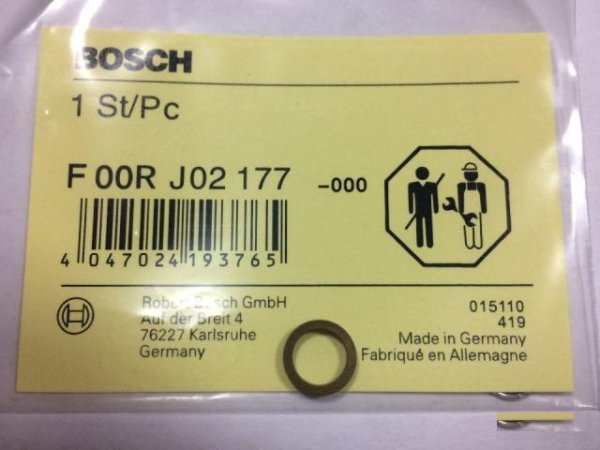 BOSCH
1 St/Pc
F 00R J02 177 -000
4 047024 193765
Robert Bosch GmbH
Auf der Breit 4
76227 Karlsruhe
Germany
015110
419
Made in Germany
Fabriqué en Allemagne